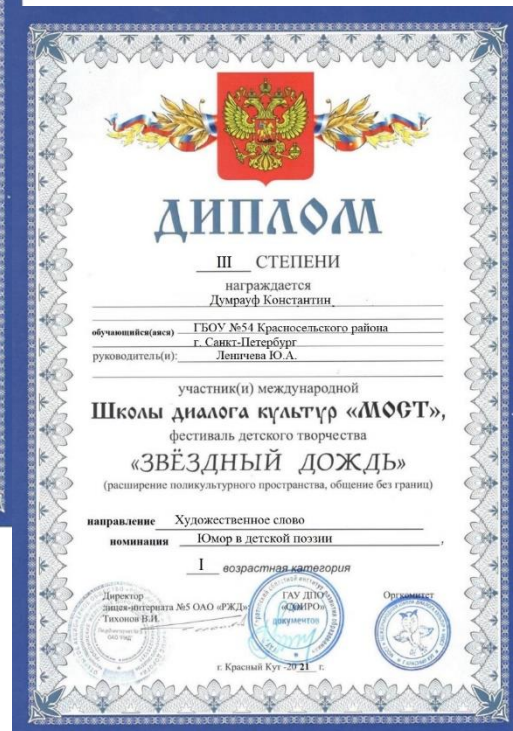 ДИПЛОМ
III СТЕПЕНИ
награждается
Думрауф Константин
обучающийся(аяся) ГБОУ №54 Красносельского района
г. Санкт-Петербург
руководитель(и): Леничева Ю.А.
участник(и) международной
Школы диалога культур «МОСТ»,
фестиваль детского творчества
«ЗВЁЗДНЫЙ ДОЖДЬ»
(расширение поликультурного пространства, общение без границ)
направление Художественное слово
номинация Юмор в детской поэзии ,
I возрастная категория
Директор
лицея-интерната №5 ОАО «РЖД»
Тихонов В.И.
ГАУ ДПО
«СОИРО»
документов
Оргкомитет
г. Красный Кут -2021 г.